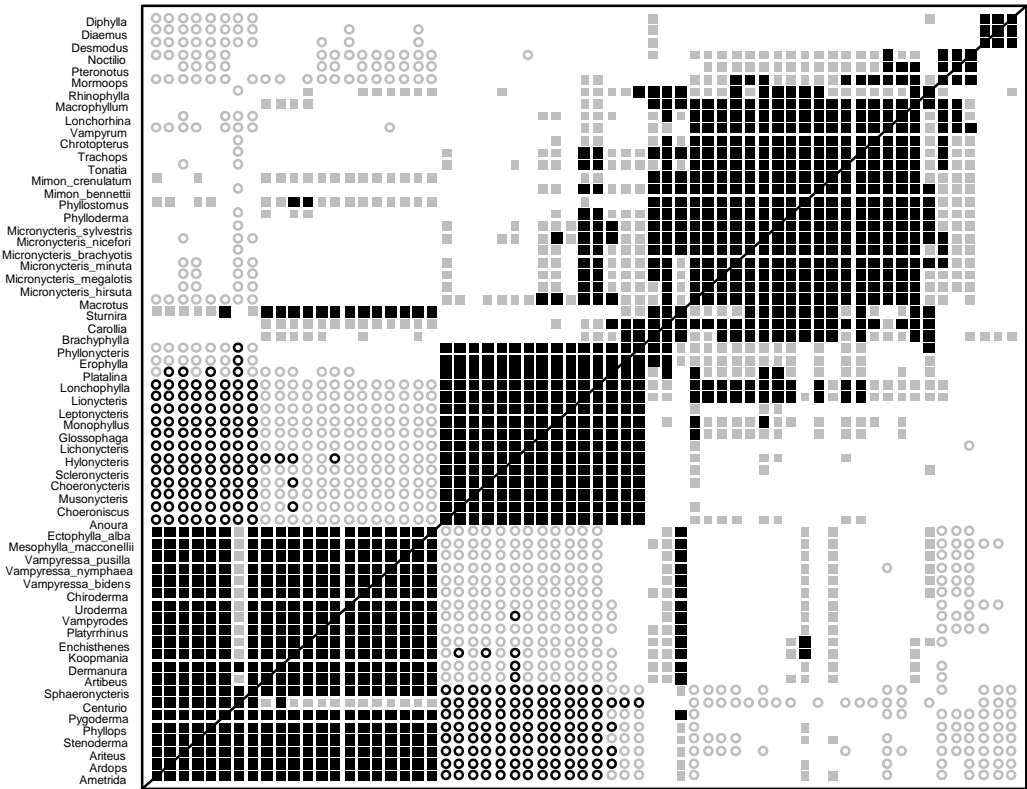 Diphylla
Diaemus
Desmodus
Noctilio
Pteronotus
Mormoops
Rhinophylla
Macrophyllum
Lonchorhina
Vampyrum
Chrotopterus
Trachops
Tonatia
Mimon_crenulatum
Mimon_bennettii
Phyllostomus
Phylloderma
Micronycteris_sylvestris
Micronycteris_nicefori
Micronycteris_brachyotis
Micronycteris_minuta
Micronycteris_megalotis
Micronycteris_hirsuta
Macrotus
Sturnira
Carollia
Brachyphylla
Phyllonycteris
Erophylla
Platalina
Lonchophylla
Lionycteris
Leptonycteris
Monophyllus
Glossophaga
Lichonycteris
Hylonycteris
Scleronycteris
Choeronycteris
Musonycteris
Choeroniscus
Anoura
Ectophylla_alba
Mesophylla_macconellii
Vampyressa_pusilla
Vampyressa_nymphaea
Vampyressa_bidens
Chiroderma
Uroderma
Vampyrodes
Platyrrhinus
Enchisthenes
Koopmania
Dermanura
Artibeus
Sphaeronycteris
Centurio
Pygoderma
Phyllops
Stenoderma
Ariteus
Ardops
Ametrida